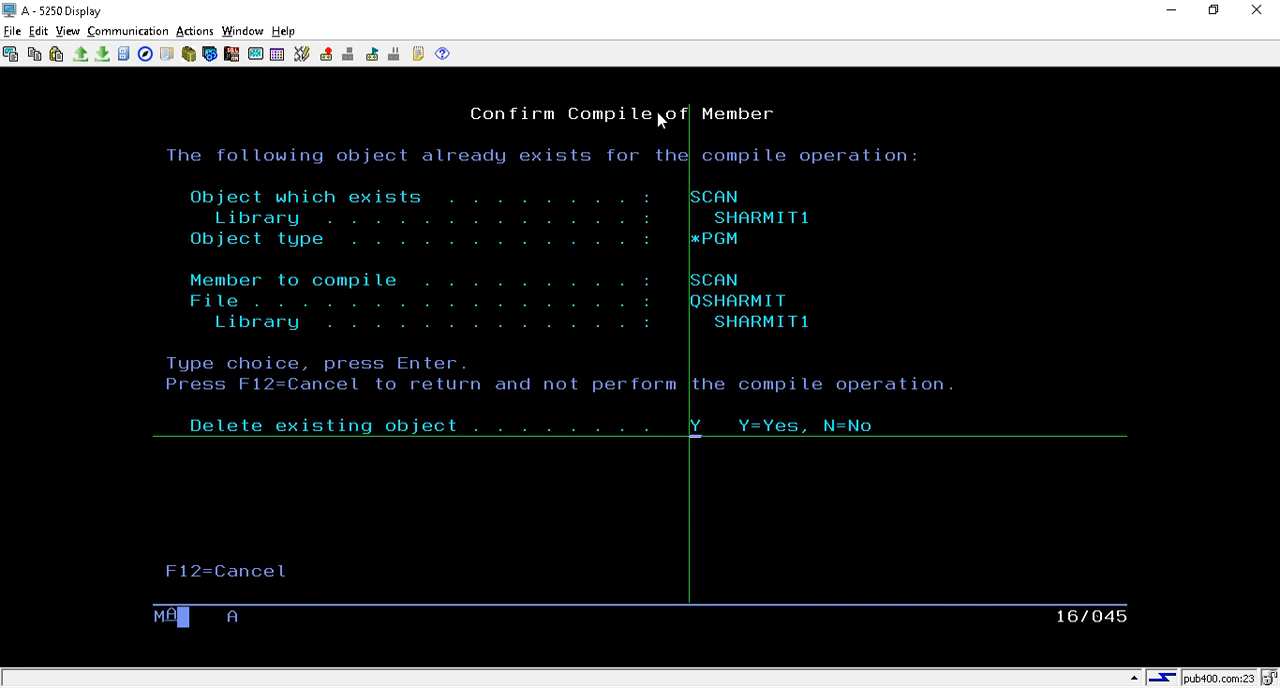 A - 5250 Display
File Edit View Communication Actions Window Help
Confirm Compile of Member
The following object already exists for the compile operation:
Object which exists . . . . . . . . : SCAN
Library . . . . . . . . . . . . . : SHARMIT1
Object type . . . . . . . . . . . . : *PGM
Member to compile . . . . . . . . . : SCAN
File . . . . . . . . . . . . . . . . : QSHARMIT
Library . . . . . . . . . . . . . : SHARMIT1
Type choice, press Enter.
Press F12=Cancel to return and not perform the compile operation.
Delete existing object . . . . . . . . Y Y=Yes, N=No
F12=Cancel
MA A 16/045
pub400.com:23